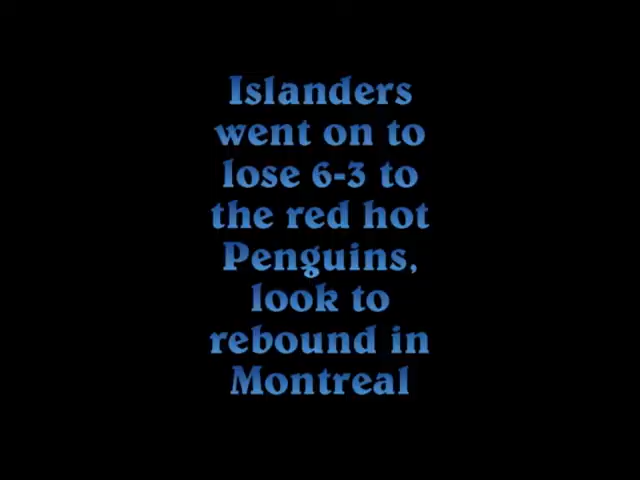 Islanders
went on to
lose 6-3 to
the red hot
Penguins,
look to
rebound in
Montreal